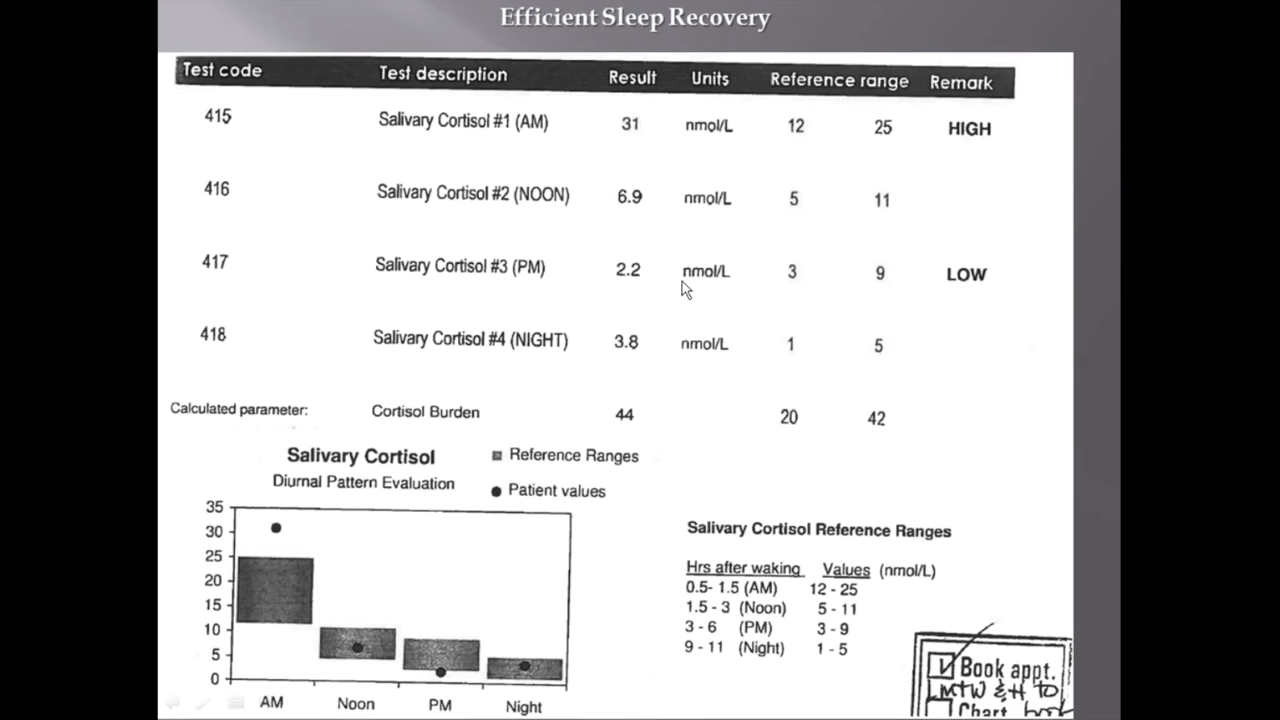 Efficient Sleep Recovery
Test code Test description Result Units Reference range Remark
415 Salivary Cortisol #1 (AM) 31 nmol/L 12 25 HIGH
416 Salivary Cortisol #2 (NOON) 6.9 nmol/L 5 11
417 Salivary Cortisol #3 (PM) 2.2 nmol/L 3 9 LOW
418 Salivary Cortisol #4 (NIGHT) 3.8 nmol/L 1 5
Calculated parameter: Cortisol Burden 44 20 42
Salivary Cortisol
Diurnal Pattern Evaluation
Reference Ranges
Patient values
35
30
25
20
15
10
5
0
AM Noon PM Night
Salivary Cortisol Reference Ranges
Hrs after waking Values (nmol/L)
0.5- 1.5 (AM) 12 - 25
1.5 - 3 (Noon) 5 - 11
3 - 6 (PM) 3 - 9
9 - 11 (Night) 1 - 5
Book appt.
MTW &H to
Chart